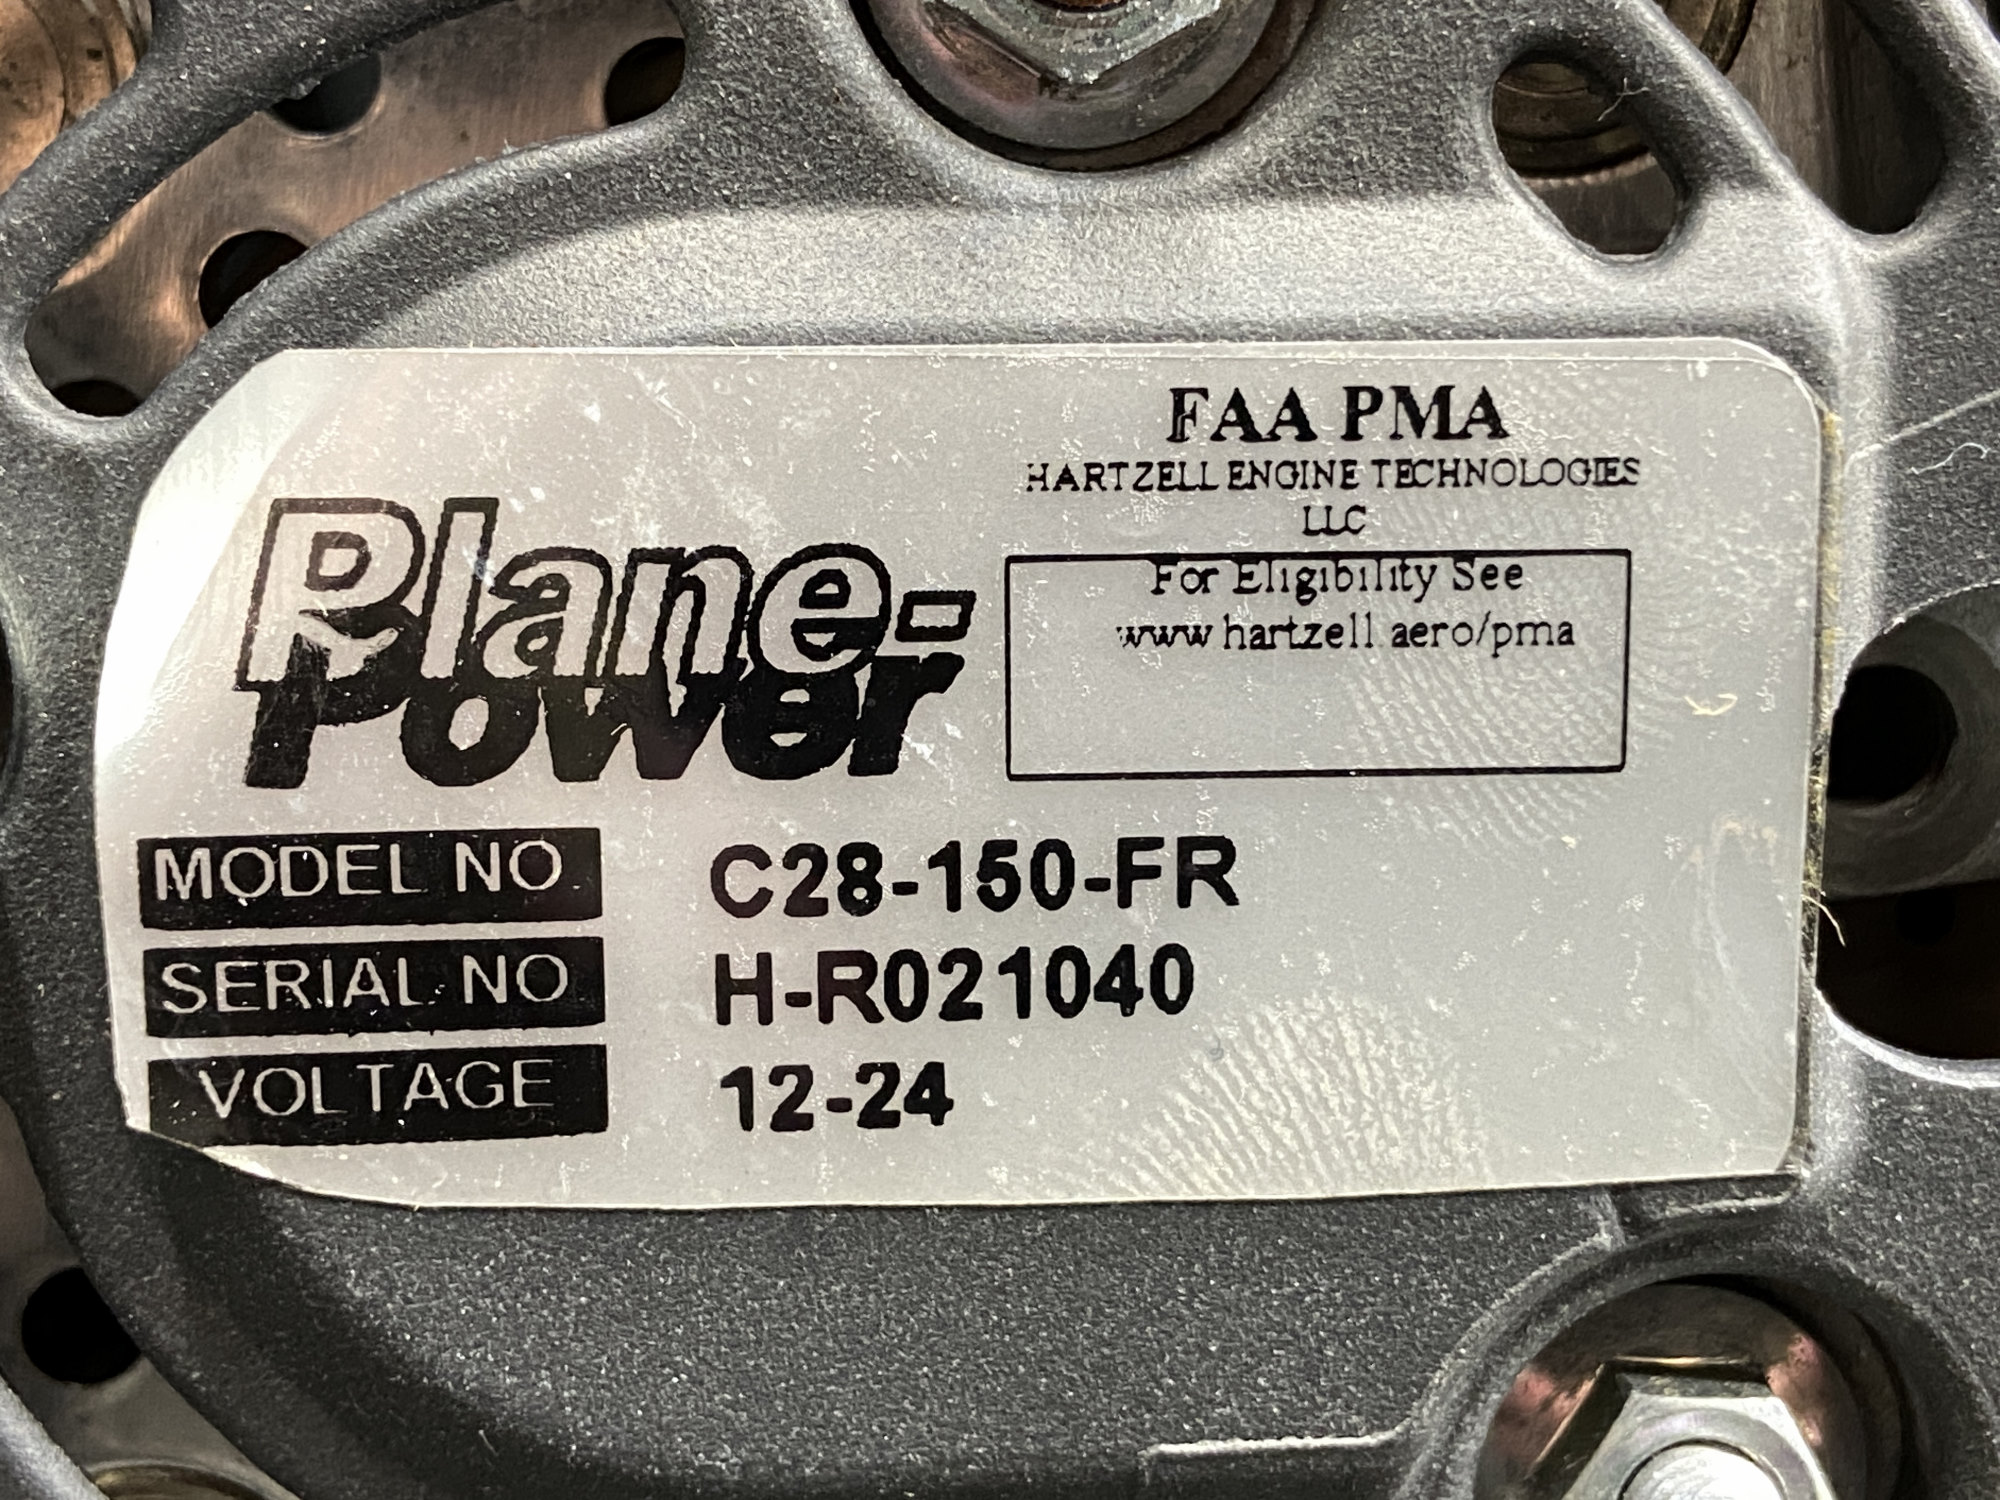 FAA PMA
HARTZELL ENGINE TECHNOLOGIES
LLC
For Eligibility See
www.hartzell.aero/pma
Plane-
Power
MODEL NO. C28-150-FR
SERIAL NO H-R021040
VOLTAGE 12-24